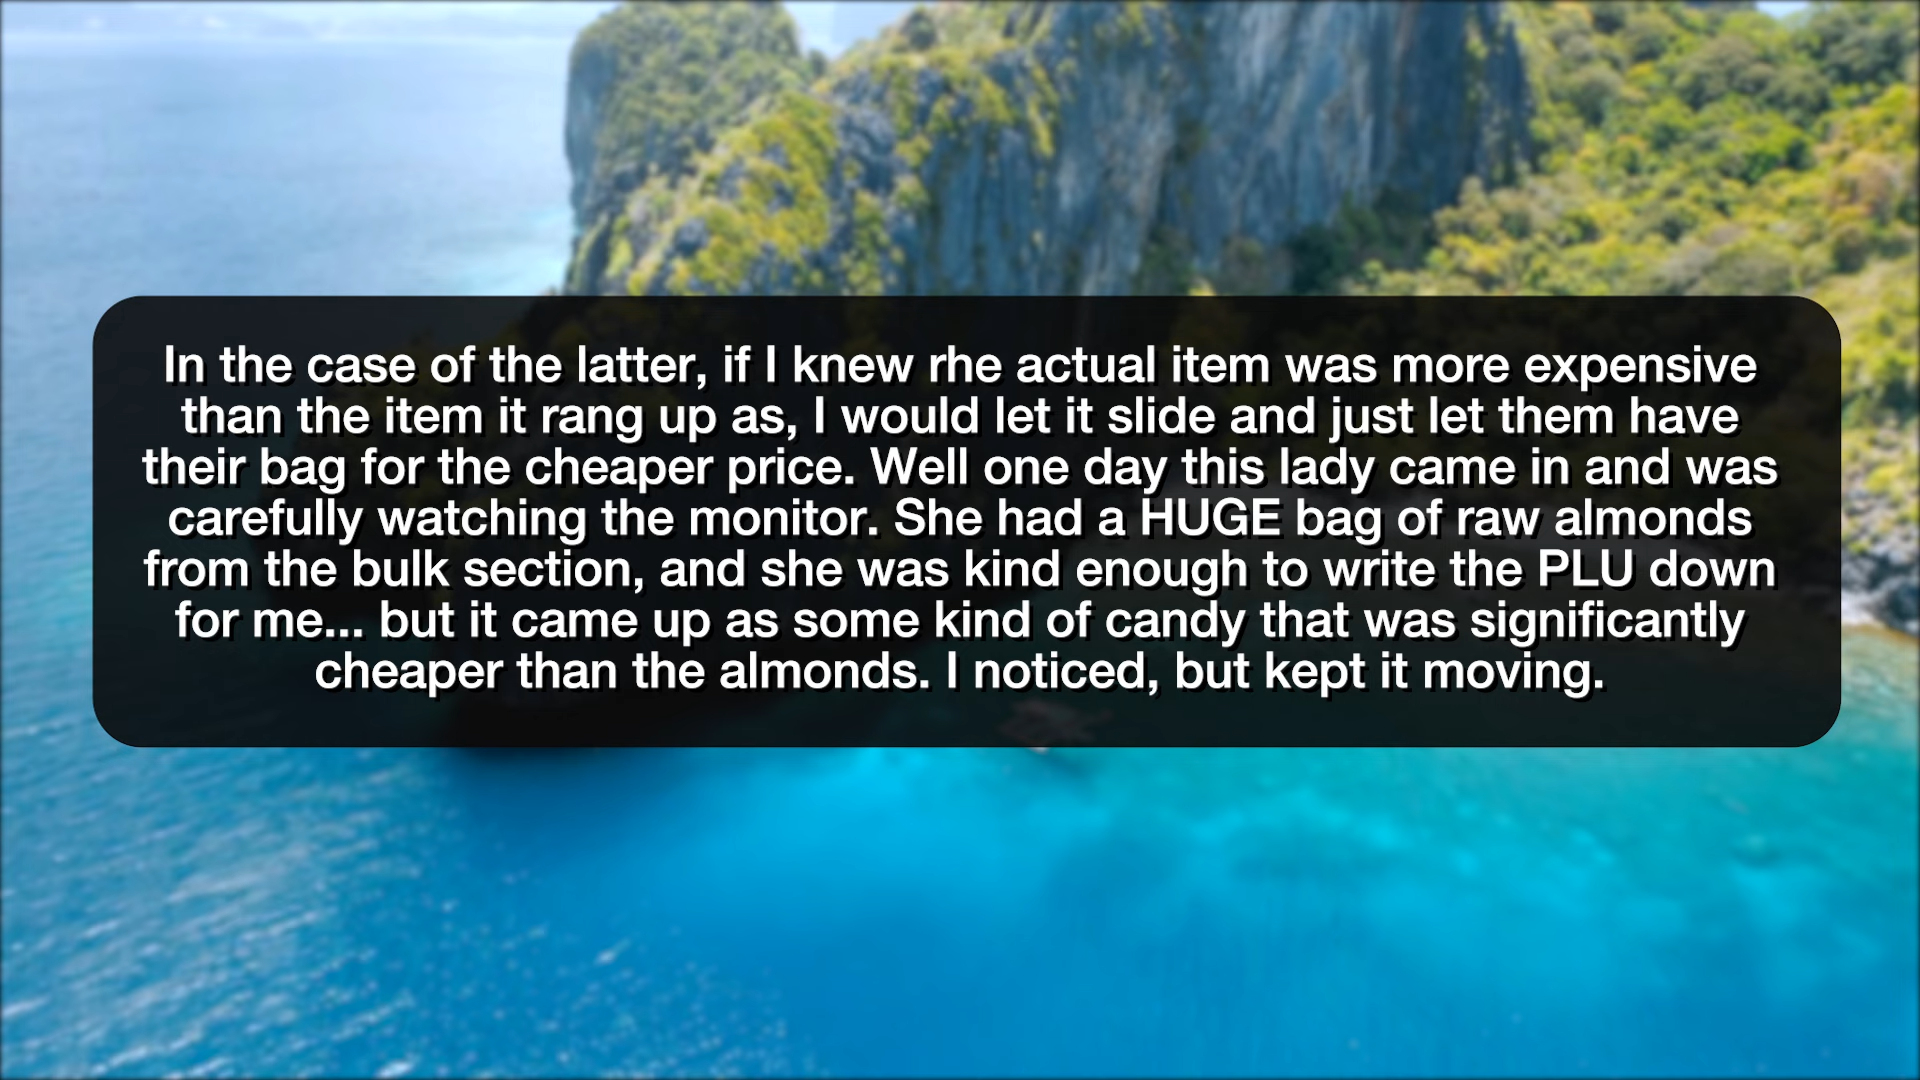 In the case of the latter, if I knew rhe actual item was more expensive
than the item it rang up as, I would let it slide and just let them have
their bag for the cheaper price. Well one day this lady came in and was
carefully watching the monitor. She had a HUGE bag of raw almonds
from the bulk section, and she was kind enough to write the PLU down
for me... but it came up as some kind of candy that was significantly
cheaper than the almonds. I noticed, but kept it moving.